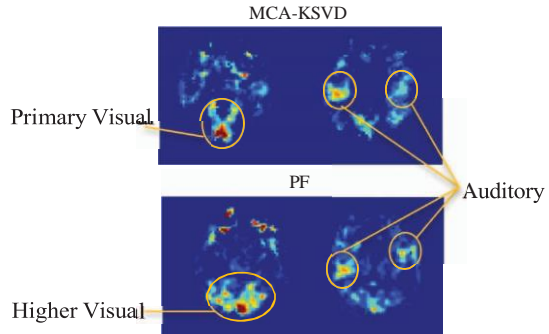 MCA-KSVD
Primary Visual
PF
Auditory
Higher Visual